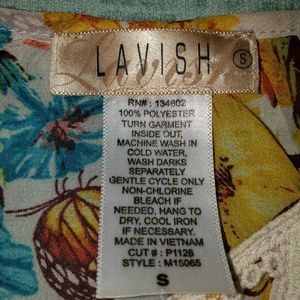 LAVISH
S
RN#: 134602
100% POLYESTER
TURN GARMENT
INSIDE OUT,
MACHINE WASH IN
COLD WATER,
WASH DARKS
SEPARATELY
GENTLE CYCLE ONLY
NON-CHLORINE
BLEACH IF
NEEDED, HANG TO
DRY, COOL IRON
IF NECESSARY.
MADE IN VIETNAM
CUT #: P1128
STYLE: M15065
S